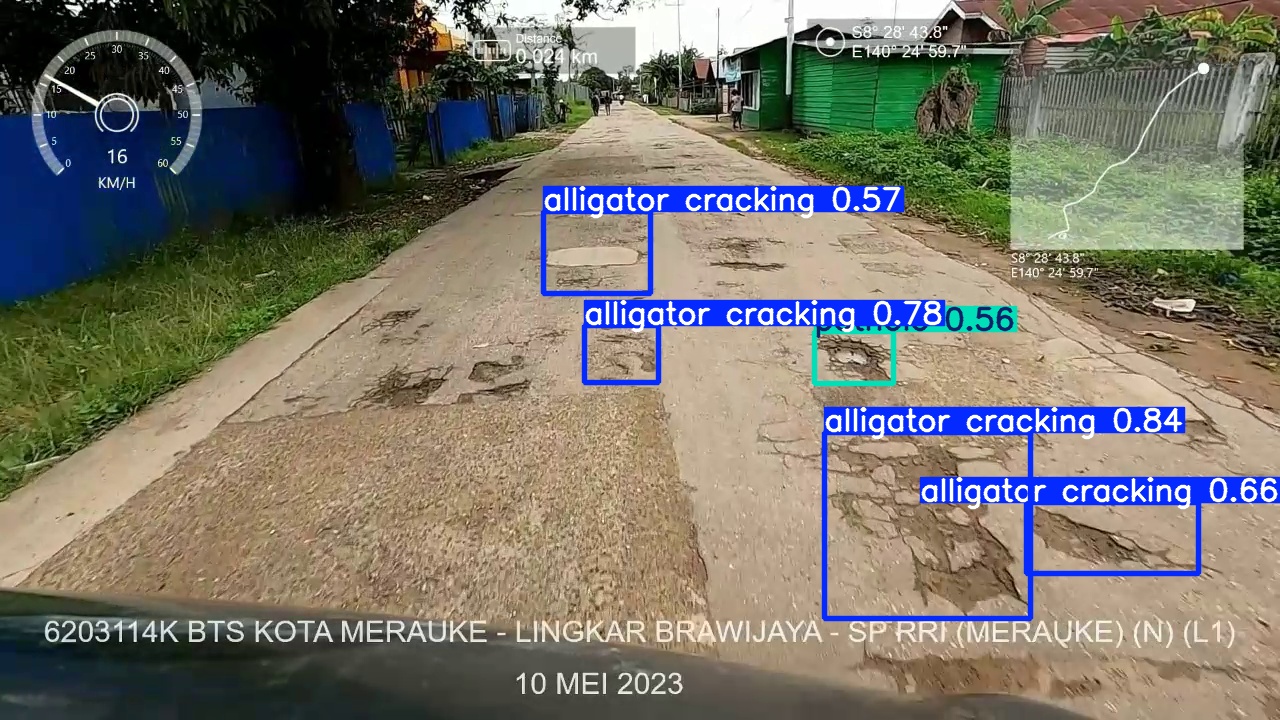 Distance
0.024 km
S8° 28' 43.8"
E140° 24' 59.7"
0
5
10
15
20
25
30
35
40
45
50
55
60
16
KM/H
alligator cracking 0.57
S8° 28' 43.8"
E140° 24' 59.7"
alligator cracking 0.78
0.56
alligator cracking 0.84
alligator cracking 0.66
6203114K BTS KOTA MERAUKE - LINGKAR BRAWIJAYA - SP RRI (MERAUKE) (N) (L1)
10 MEI 2023